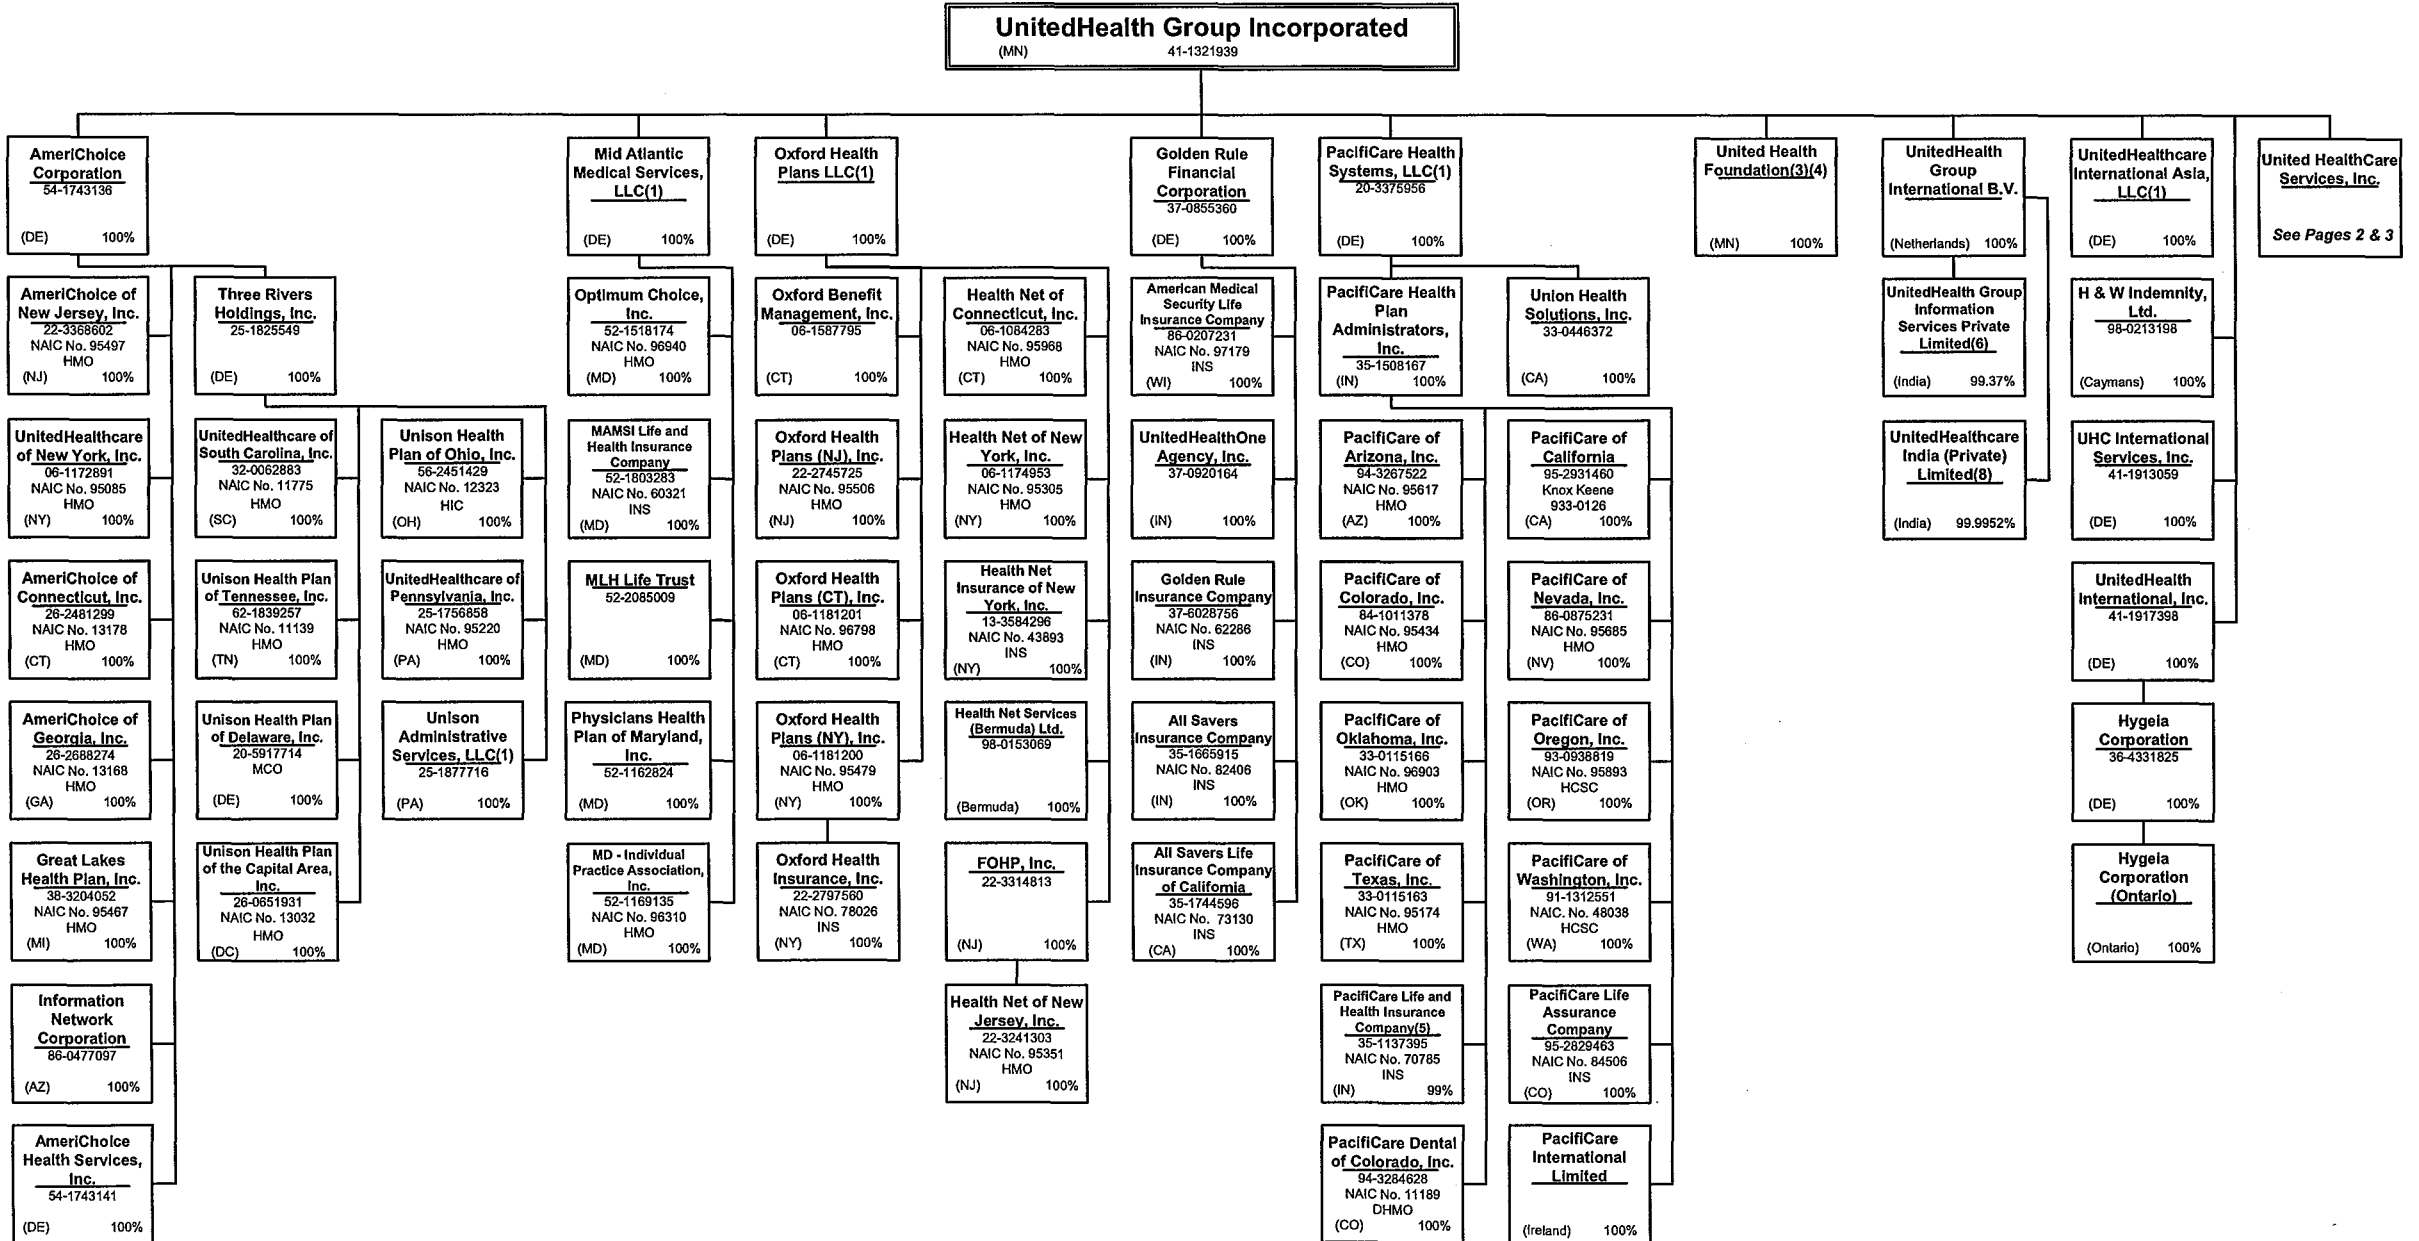 UnitedHealth Group Incorporated
(MN) 41-1321939
AmeriChoice
Corporation
54-1743136
(DE) 100%
Mid Atlantic
Medical Services,
LLC(1)
(DE) 100%
Oxford Health
Plans LLC(1)
(DE) 100%
Golden Rule
Financial
Corporation
37-0855360
(DE) 100%
PacifiCare Health
Systems, LLC(1)
20-3375956
(DE) 100%
United Health
Foundation(3)(4)
(MN) 100%
UnitedHealth
Group
International B.V.
(Netherlands) 100%
UnitedHealthcare
International Asia,
LLC(1)
(DE) 100%
United HealthCare
Services, Inc.
See Pages 2 & 3
AmeriChoice of
New Jersey, Inc.
22-3368602
NAIC No. 95497
HMO
(NJ) 100%
Three Rivers
Holdings, Inc.
25-1825549
(DE) 100%
Optimum Choice,
Inc.
52-1518174
NAIC No. 96940
HMO
(MD) 100%
Oxford Benefit
Management, Inc.
06-1587795
(CT) 100%
Health Net of
Connecticut, Inc.
06-1084283
NAIC No. 95968
HMO
(CT) 100%
American Medical
Security Life
Insurance Company
86-0207231
NAIC No. 97179
INS
(WI) 100%
PacifiCare Health
Plan
Administrators,
Inc.
35-1508167
(IN) 100%
Union Health
Solutions, Inc.
33-0446372
(CA) 100%
UnitedHealth Group
Information
Services Private
Limited(6)
(India) 99.37%
H & W Indemnity,
Ltd.
98-0213198
(Caymans) 100%
UnitedHealthcare
of New York, Inc.
06-1172891
NAIC No. 95085
HMO
(NY) 100%
UnitedHealthcare of
South Carolina, Inc.
32-0062883
NAIC No. 11775
HMO
(SC) 100%
Unison Health
Plan of Ohio, Inc.
56-2451429
NAIC No. 12323
HIC
(OH) 100%
MAMSI Life and
Health Insurance
Company
52-1803283
NAIC No. 60321
INS
(MD) 100%
Oxford Health
Plans (NJ), Inc.
22-2745725
NAIC No. 95506
HMO
(NJ) 100%
Health Net of New
York, Inc.
06-1174953
NAIC No. 95305
HMO
(NY) 100%
UnitedHealthOne
Agency, Inc.
37-0920164
(IN) 100%
PacifiCare of
Arizona, Inc.
94-3267522
NAIC No. 95617
HMO
(AZ) 100%
PacifiCare of
California
95-2931460
Knox Keene
933-0126
(CA) 100%
UnitedHealthcare
India (Private)
Limited(8)
(India) 99.9952%
UHC International
Services, Inc.
41-1913059
(DE) 100%
AmeriChoice of
Connecticut, Inc.
26-2481299
NAIC No. 13178
HMO
(CT) 100%
Unison Health Plan
of Tennessee, Inc.
62-1839257
NAIC No. 11139
HMO
(TN) 100%
UnitedHealthcare of
Pennsylvania, Inc.
25-1756858
NAIC No. 95220
HMO
(PA) 100%
MLH Life Trust
52-2085009
(MD) 100%
Oxford Health
Plans (CT), Inc.
06-1181201
NAIC No. 96798
HMO
(CT) 100%
Health Net
Insurance of New
York, Inc.
13-3584296
NAIC No. 43893
INS
(NY) 100%
Golden Rule
Insurance Company
37-6028756
NAIC No. 62286
INS
(IN) 100%
PacifiCare of
Colorado, Inc.
84-1011378
NAIC No. 95434
HMO
(CO) 100%
PacifiCare of
Nevada, Inc.
86-0875231
NAIC No. 95685
HMO
(NV) 100%
UnitedHealth
International, Inc.
41-1917398
(DE) 100%
AmeriChoice of
Georgia, Inc.
26-2688274
NAIC No. 13168
HMO
(GA) 100%
Unison Health Plan
of Delaware, Inc.
20-5917714
MCO
(DE) 100%
Unison
Administrative
Services, LLC(1)
25-1877716
(PA) 100%
Physicians Health
Plan of Maryland,
Inc.
52-1162824
(MD) 100%
Oxford Health
Plans (NY), Inc.
06-1181200
NAIC No. 95479
HMO
(NY) 100%
Health Net Services
(Bermuda) Ltd.
98-0153069
(Bermuda) 100%
All Savers
Insurance Company
35-1665915
NAIC No. 82406
INS
(IN) 100%
PacifiCare of
Oklahoma, Inc.
33-0115166
NAIC No. 96903
HMO
(OK) 100%
PacifiCare of
Oregon, Inc.
93-0938819
NAIC No. 95893
HCSC
(OR) 100%
Hygeia
Corporation
36-4331825
(DE) 100%
Great Lakes
Health Plan, Inc.
38-3204052
NAIC No. 95467
HMO
(MI) 100%
Unison Health Plan
of the Capital Area,
Inc.
26-0651931
NAIC No. 13032
HMO
(DC) 100%
MD - Individual
Practice Association,
Inc.
52-1169135
NAIC No. 96310
HMO
(MD) 100%
Oxford Health
Insurance, Inc.
22-2797560
NAIC NO. 78026
INS
(NY) 100%
FOHP, Inc.
22-3314813
(NJ) 100%
All Savers Life
Insurance Company
of California
35-1744596
NAIC No. 73130
INS
(CA) 100%
PacifiCare of
Texas, Inc.
33-0115163
NAIC No. 95174
HMO
(TX) 100%
PacifiCare of
Washington, Inc.
91-1312551
NAIC. No. 48038
HCSC
(WA) 100%
Hygeia
Corporation
(Ontario)
(Ontario) 100%
Information
Network
Corporation
86-0477097
(AZ) 100%
Health Net of New
Jersey, Inc.
22-3241303
NAIC No. 95351
HMO
(NJ) 100%
PacifiCare Life and
Health Insurance
Company(5)
35-1137395
NAIC No. 70785
INS
(IN) 99%
PacifiCare Life
Assurance
Company
95-2829463
NAIC No. 84506
INS
(CO) 100%
AmeriChoice
Health Services,
Inc.
54-1743141
(DE) 100%
PacifiCare Dental
of Colorado, Inc.
94-3284628
NAIC No. 11189
DHMO
(CO) 100%
PacifiCare
International
Limited
(Ireland) 100%